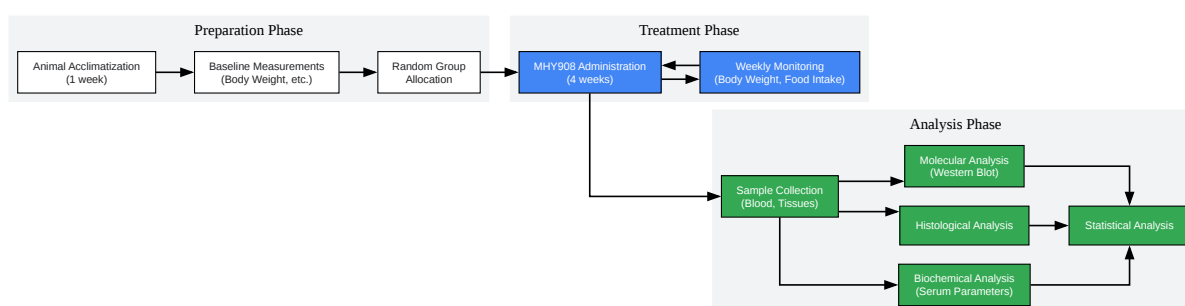 Preparation Phase
Animal Acclimatization
(1 week)
Baseline Measurements
(Body Weight, etc.)
Random Group
Allocation
Treatment Phase
MHY908 Administration
(4 weeks)
Weekly Monitoring
(Body Weight, Food Intake)
Analysis Phase
Sample Collection
(Blood, Tissues)
Molecular Analysis
(Western Blot)
Histological Analysis
Biochemical Analysis
(Serum Parameters)
Statistical Analysis